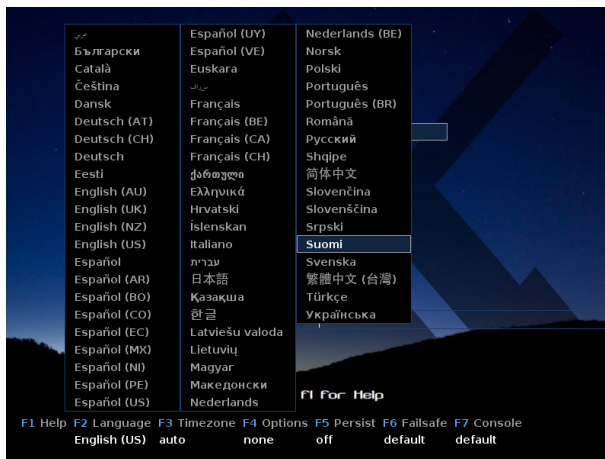 عربي
Български
Català
Čeština
Dansk
Deutsch (AT)
Deutsch (CH)
Deutsch
Eesti
English (AU)
English (UK)
English (NZ)
English (US)
Español
Español (AR)
Español (BO)
Español (CO)
Español (EC)
Español (MX)
Español (NI)
Español (PE)
Español (US)
Español (UY)
Español (VE)
Euskara
Français
Français (BE)
Français (CA)
Français (CH)
ქართული
Ελληνικά
Hrvatski
Íslenskan
Italiano
עברית
日本語
Қазақша
한글
Latviešu valoda
Lietuvių
Magyar
Македонски
Nederlands
Nederlands (BE)
Norsk
Polski
Português
Português (BR)
Română
Русский
Shqipe
简体中文
Slovenčina
Slovenščina
Srpski
Suomi
Svenska
繁體中文 (台灣)
Türkçe
Українська
f1 for Help
F1 Help F2 Language F3 Timezone F4 Options F5 Persist F6 Failsafe F7 Console
English (US) auto none off default default